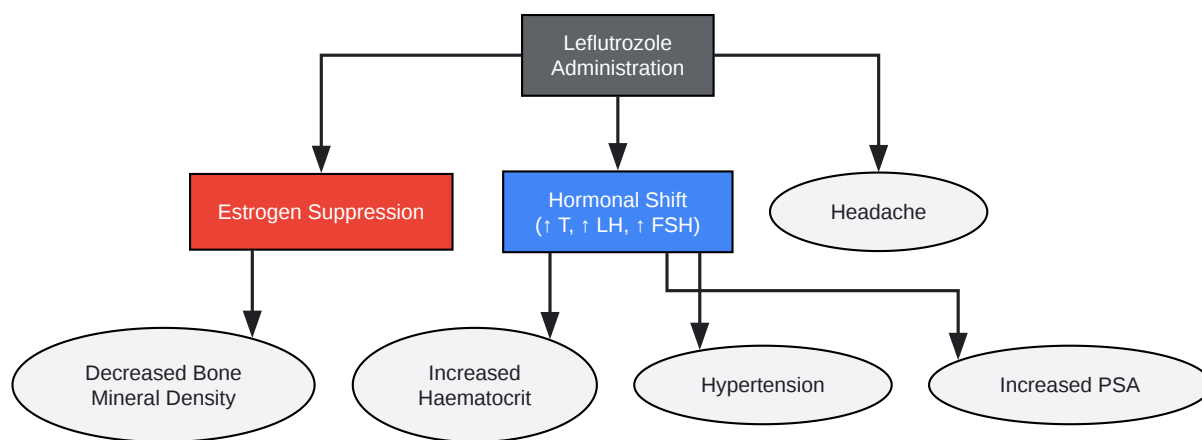 Leflutrozole
Administration
Estrogen Suppression
Hormonal Shift
(↑ T, ↑ LH, ↑ FSH)
Headache
Decreased Bone
Mineral Density
Increased
Haematocrit
Hypertension
Increased PSA